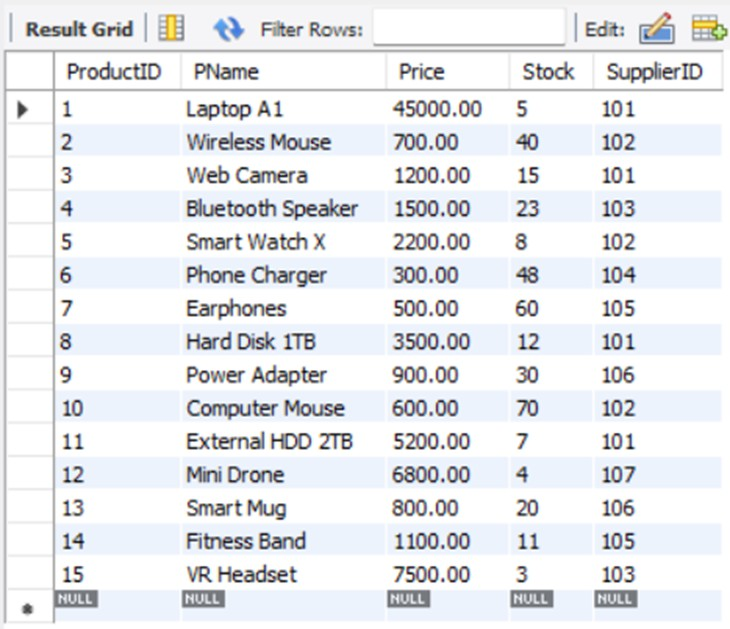 Result Grid Filter Rows: Edit:
ProductID PName Price Stock SupplierID
1 Laptop A1 45000.00 5 101
2 Wireless Mouse 700.00 40 102
3 Web Camera 1200.00 15 101
4 Bluetooth Speaker 1500.00 23 103
5 Smart Watch X 2200.00 8 102
6 Phone Charger 300.00 48 104
7 Earphones 500.00 60 105
8 Hard Disk 1TB 3500.00 12 101
9 Power Adapter 900.00 30 106
10 Computer Mouse 600.00 70 102
11 External HDD 2TB 5200.00 7 101
12 Mini Drone 6800.00 4 107
13 Smart Mug 800.00 20 106
14 Fitness Band 1100.00 11 105
15 VR Headset 7500.00 3 103
NULL NULL NULL NULL NULL